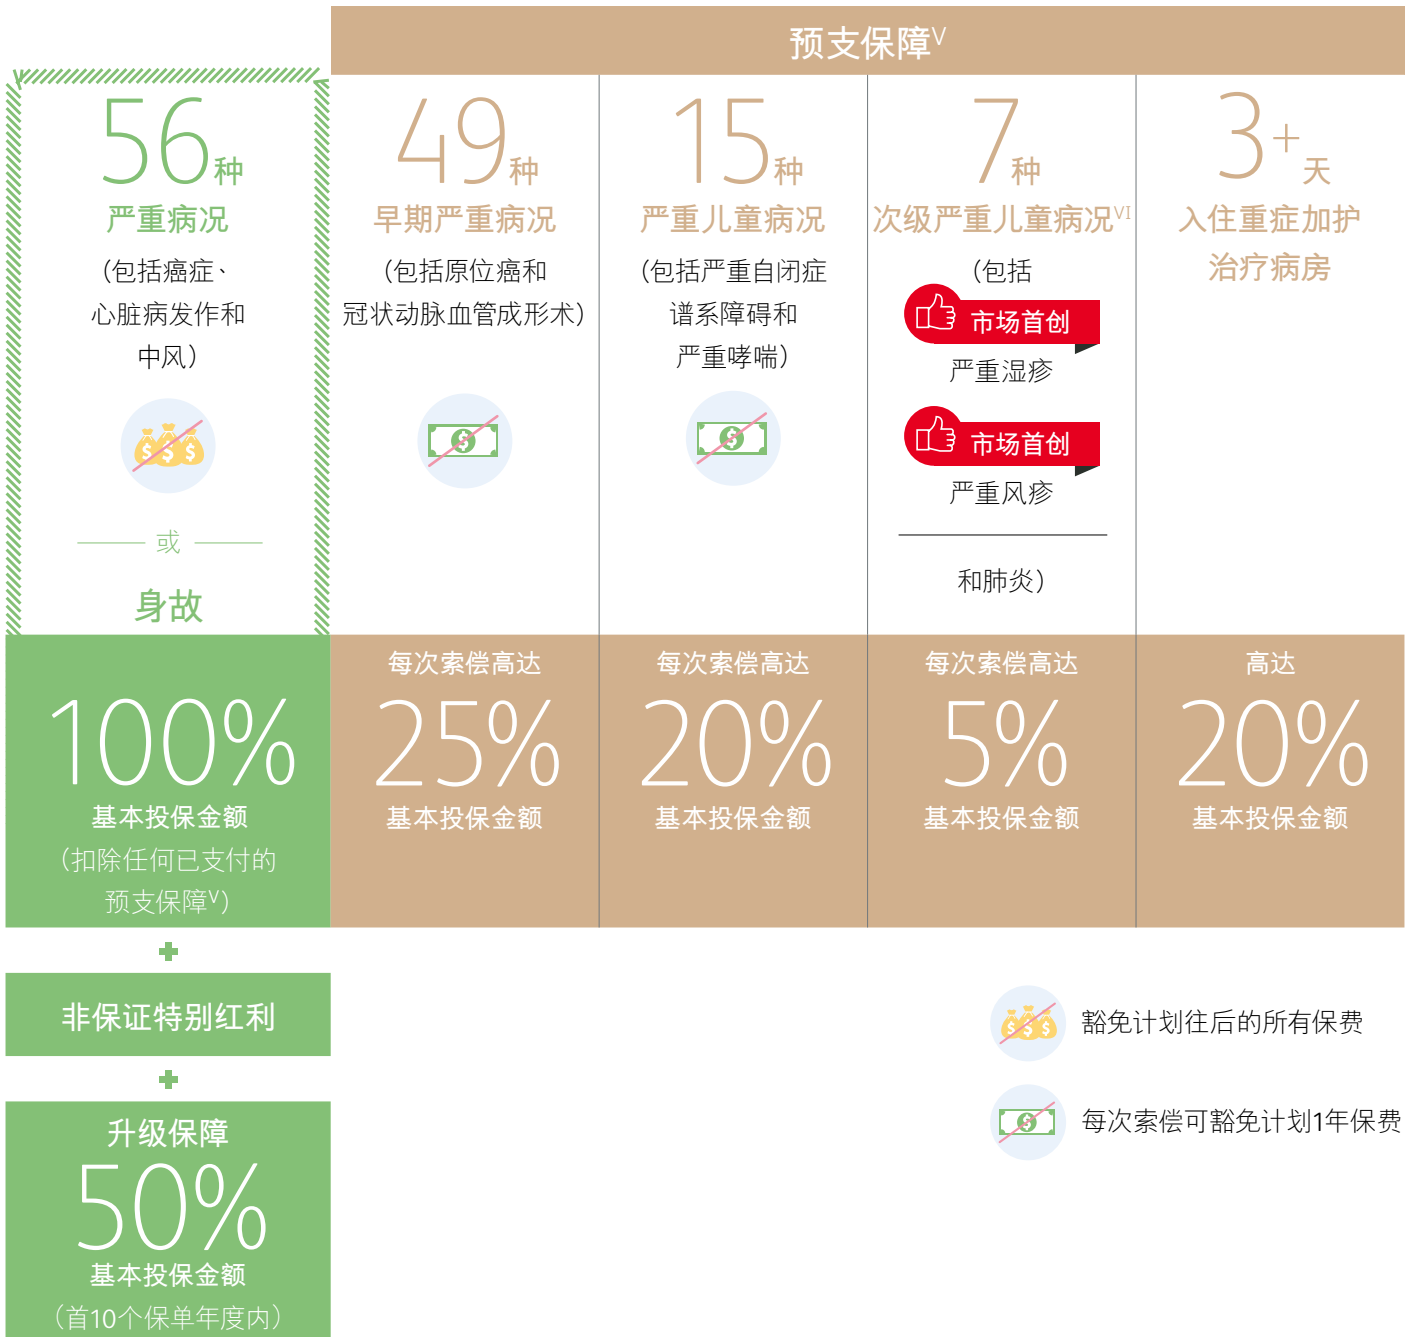 预支保障V
56种
严重病况
（包括癌症、
心脏病发作和
中风）
或
身故
49种
早期严重病况
（包括原位癌和
冠状动脉血管成形术）
15种
严重儿童病况
（包括严重自闭症
谱系障碍和
严重哮喘）
7种
次级严重儿童病况VI
（包括
市场首创
严重湿疹
市场首创
严重风疹
和肺炎）
3+天
入住重症加护
治疗病房
100%
基本投保金额
（扣除任何已支付的
预支保障V）
每次索偿高达
25%
基本投保金额
每次索偿高达
20%
基本投保金额
每次索偿高达
5%
基本投保金额
高达
20%
基本投保金额
非保证特别红利
升级保障
50%
基本投保金额
（首10个保单年度内）
豁免计划往后的所有保费
每次索偿可豁免计划1年保费